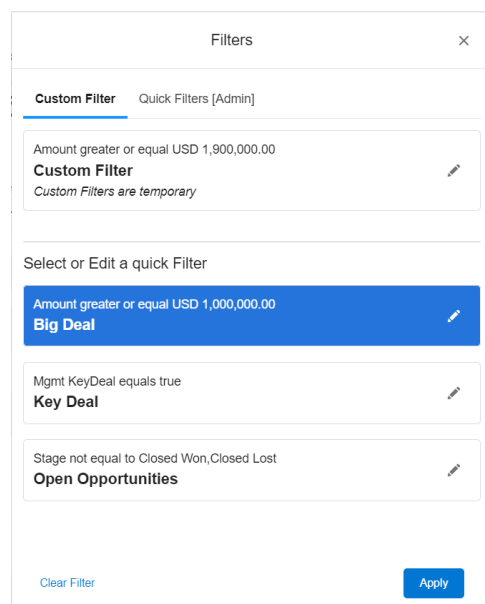 Filters
Custom Filter
Quick Filters [Admin]
Amount greater or equal USD 1,900,000.00
Custom Filter
Custom Filters are temporary
Select or Edit a quick Filter
Amount greater or equal USD 1,000,000.00
Big Deal
Mgmt KeyDeal equals true
Key Deal
Stage not equal to Closed Won,Closed Lost
Open Opportunities
Clear Filter
Apply